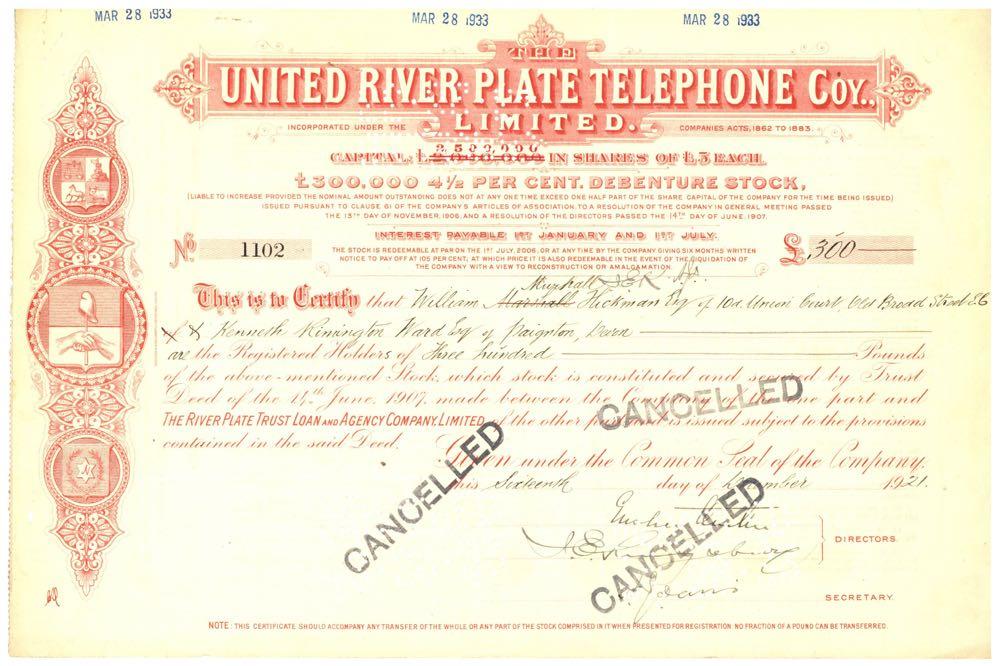 MAR 28 1933 MAR 28 1933 MAR 28 1933
THE
UNITED RIVER PLATE TELEPHONE COY.,
LIMITED.
INCORPORATED UNDER THE COMPANIES ACTS, 1862 TO 1883.
2,500,000
CAPITAL, £2,000,000 IN SHARES OF £5 EACH.
£300,000 4½ PER CENT. DEBENTURE STOCK,
(LIABLE TO INCREASE PROVIDED THE NOMINAL AMOUNT OUTSTANDING DOES NOT AT ANY TIME EXCEED ONE HALF PART OF THE SHARE CAPITAL OF THE COMPANY FOR THE TIME BEING ISSUED)
ISSUED PURSUANT TO CLAUSE 61 OF THE COMPANY'S ARTICLES OF ASSOCIATION, TO A RESOLUTION OF THE COMPANY IN GENERAL MEETING PASSED
THE 13TH DAY OF NOVEMBER, 1906, AND A RESOLUTION OF THE DIRECTORS PASSED THE 14TH DAY OF JUNE, 1907.
INTEREST PAYABLE 1ST JANUARY AND 1ST JULY.
No 1102 £300
THE STOCK IS REDEEMABLE AT PAR ON THE 1ST JULY, 2006, OR AT ANY TIME BY THE COMPANY GIVING SIX MONTHS WRITTEN
NOTICE TO PAY OFF AT 105 PER CENT; AT WHICH PRICE IT IS ALSO REDEEMABLE IN THE EVENT OF THE LIQUIDATION OF
THE COMPANY WITH A VIEW TO RECONSTRUCTION OR AMALGAMATION.
This is to Certify that William Marshall Hickman Esq of 10a Union Court, Old Broad Street EC
& Kenneth Ward Esq of Paignton, Devon
are the Registered Holders of Three hundred Pounds
of the above-mentioned Stock, which stock is constituted and secured by Trust
Deed of the 14th June, 1907, made between the Company of the one part and
THE RIVER PLATE TRUST LOAN AND AGENCY COMPANY, LIMITED, of the other part and is issued subject to the provisions
contained in the said Deed.
Given under the Common Seal of the Company,
this Sixteenth day of December 1921.
CANCELLED
CANCELLED
CANCELLED
DIRECTORS.
SECRETARY.
NOTE: THIS CERTIFICATE SHOULD ACCOMPANY ANY TRANSFER OF THE WHOLE OR ANY PART OF THE STOCK COMPRISED IN IT WHEN PRESENTED FOR REGISTRATION. NO FRACTION OF A POUND CAN BE TRANSFERRED.